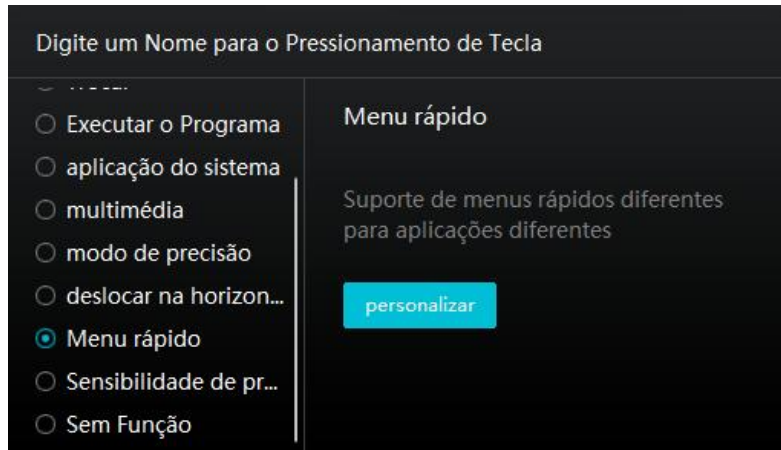 Digite um Nome para o Pressionamento de Tecla
Executar o Programa
aplicação do sistema
multimédia
modo de precisão
deslocar na horizon...
Menu rápido
Sensibilidade de pr...
Sem Função
Menu rápido
Suporte de menus rápidos diferentes
para aplicações diferentes
personalizar